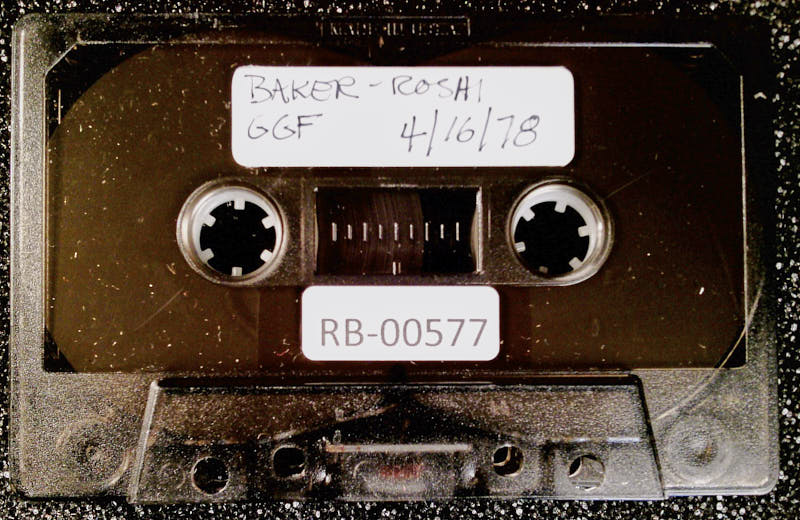 MADE IN U.S.A.
BAKER-ROSHI
GGF 4/16/78
RB-00577